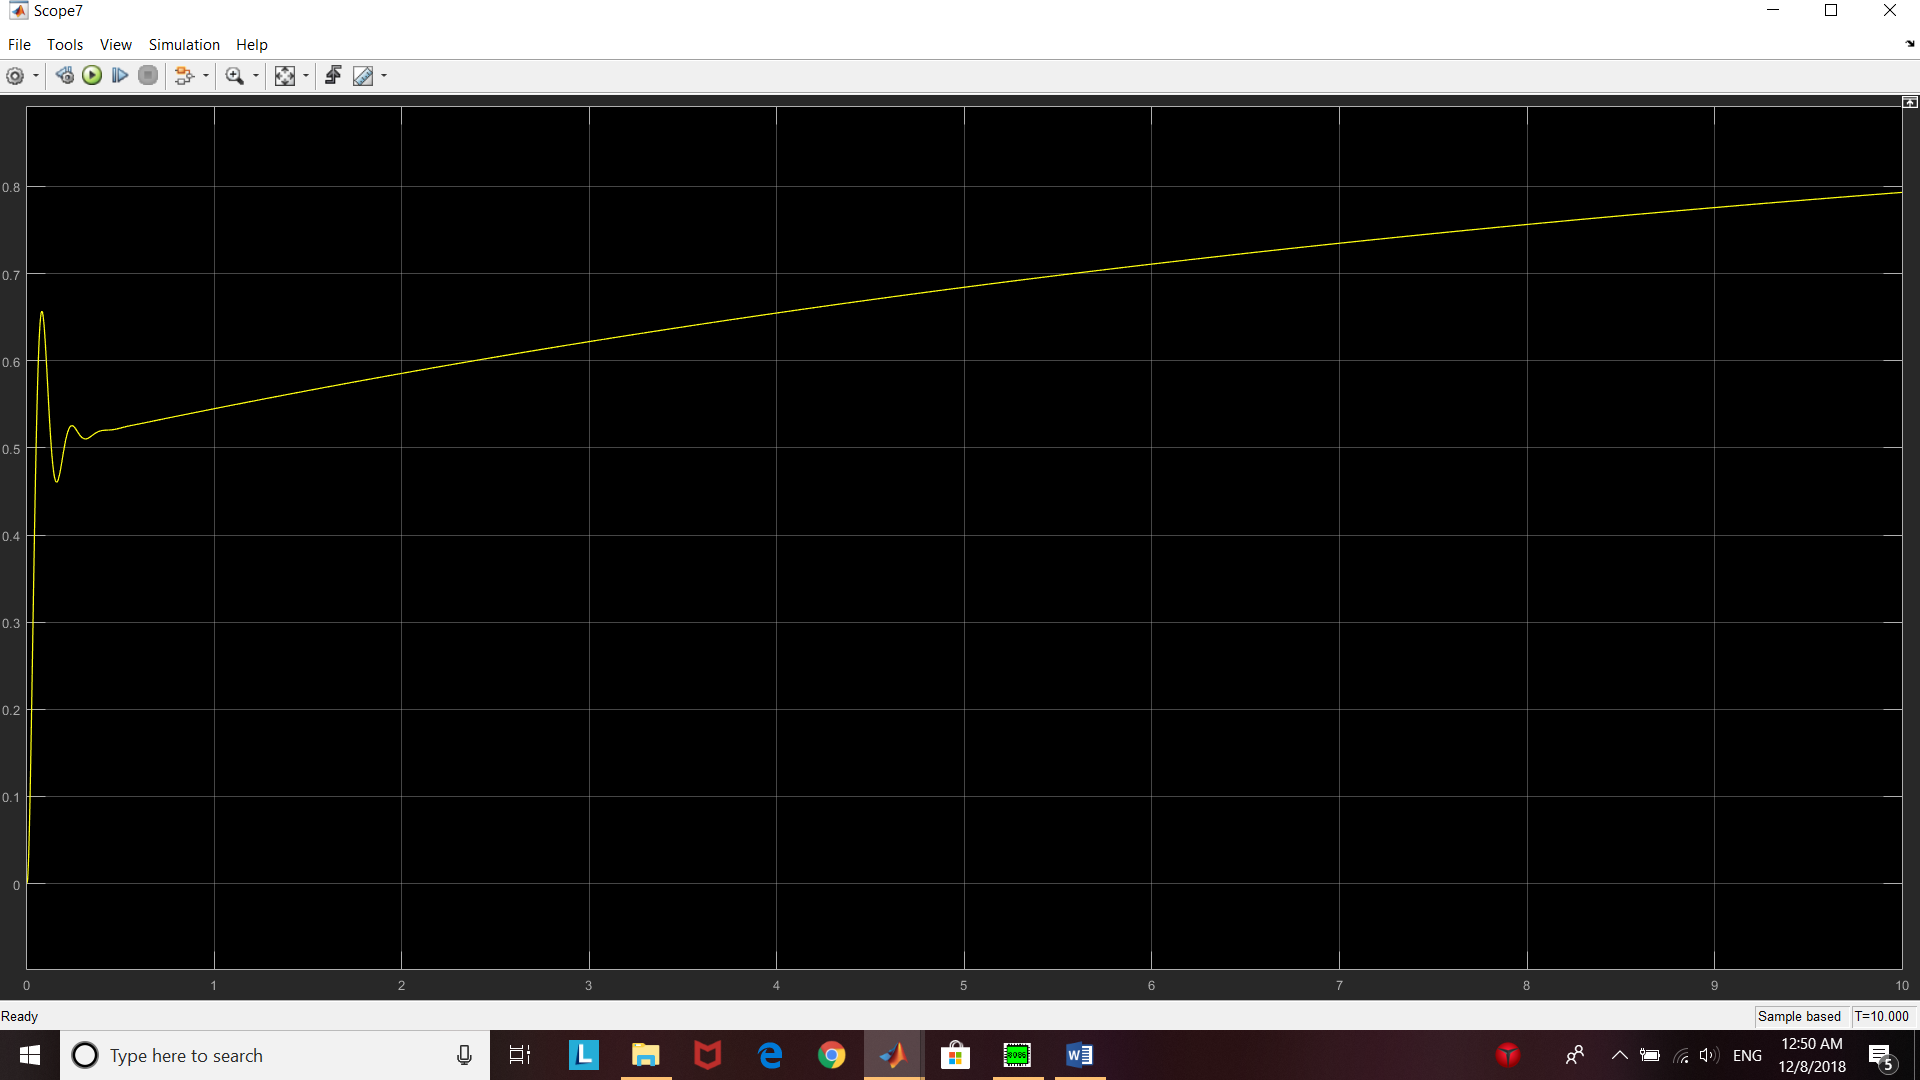 Scope7
File Tools View Simulation Help
0.8
0.7
0.6
0.5
0.4
0.3
0.2
0.1
0
0 1 2 3 4 5 6 7 8 9 10
Ready Sample based T=10.000
Type here to search L 8086 W ENG 12:50 AM
12/8/2018 5